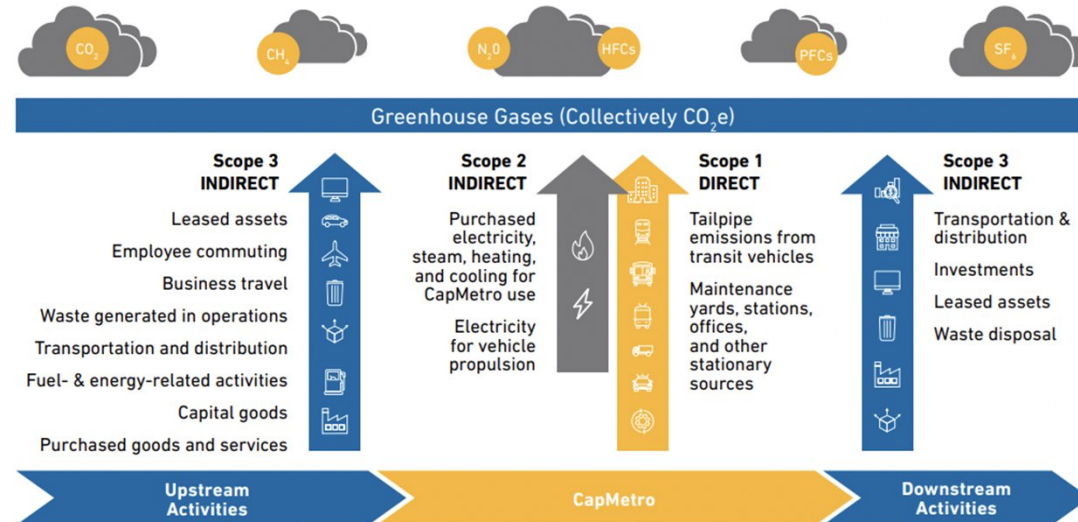 CO₂
CH₄
N₂0
HFCs
PFCs
SF₆
Greenhouse Gases (Collectively CO₂e)
Scope 3
INDIRECT
Leased assets
Employee commuting
Business travel
Waste generated in operations
Transportation and distribution
Fuel- & energy-related activities
Capital goods
Purchased goods and services
Scope 2
INDIRECT
Purchased
electricity,
steam, heating,
and cooling for
CapMetro use
Electricity
for vehicle
propulsion
Scope 1
DIRECT
Tailpipe
emissions from
transit vehicles
Maintenance
yards, stations,
offices,
and other
stationary
sources
Scope 3
INDIRECT
Transportation &
distribution
Investments
Leased assets
Waste disposal
Upstream
Activities
CapMetro
Downstream
Activities